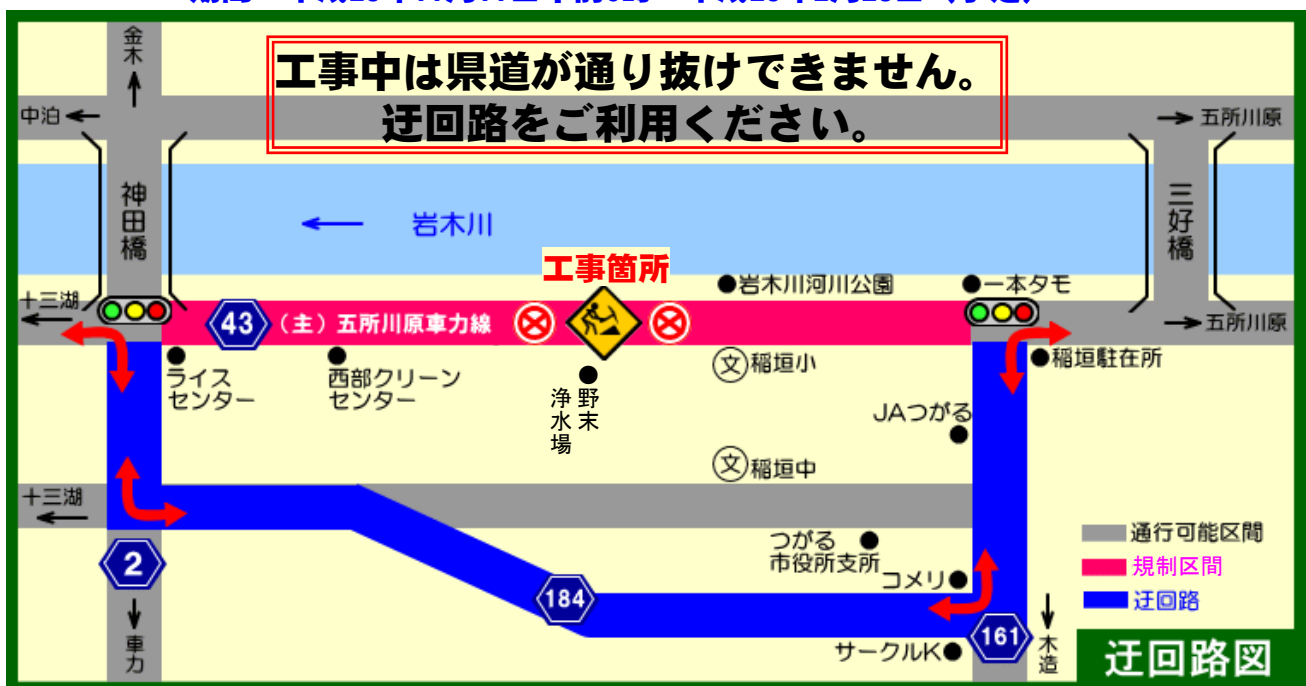 金木
工事中は県道が通り抜けできません。
迂回路をご利用ください。
中泊
五所川原
神田橋
三好橋
岩木川
工事箇所
岩木川河川公園
一本タモ
十三湖
43
(主)五所川原車力線
五所川原
ライス
センター
西部クリーン
センター
野末
浄水場
文
稲垣小
稲垣駐在所
JAつがる
文
稲垣中
十三湖
2
車力
つがる
市役所支所
コメリ
184
サークルK
161
木造
通行可能区間
規制区間
迂回路
迂回路図